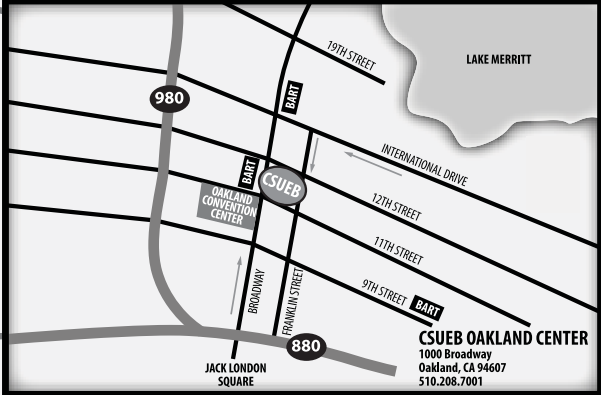 19TH STREET
LAKE MERRITT
980
BART
INTERNATIONAL DRIVE
BART
CSUEB
12TH STREET
OAKLAND
CONVENTION
CENTER
11TH STREET
BROADWAY
FRANKLIN STREET
9TH STREET
BART
880
JACK LONDON
SQUARE
CSUEB OAKLAND CENTER
1000 Broadway
Oakland, CA 94607
510.208.7001